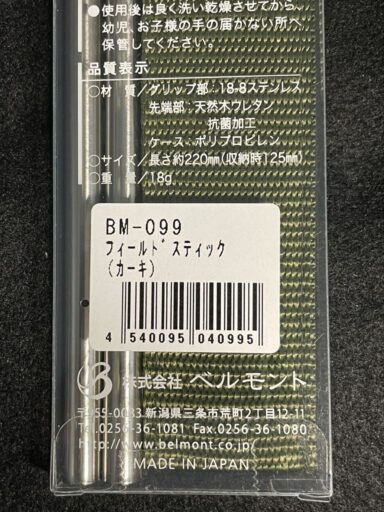 ●使用後は良く洗い乾燥させてから
幼児、お子様の手の届かない所へ
保管してください。
品質表示
○材 質／グリップ部：18-8ステンレス
先端部：天然木ウレタン
抗菌加工
ケース：ポリプロピレン
○サイズ／長さ約220㎜(収納時125㎜)
○重 量／18g
BM-099
フィールドスティック
(カーキ)
4 540095 040995
株式会社 ベルモント
〒955-0033 新潟県三条市荒町2丁目12-11
Tel.0256-36-1081 Fax.0256-36-1080
http://www.belmont.co.jp/
MADE IN JAPAN